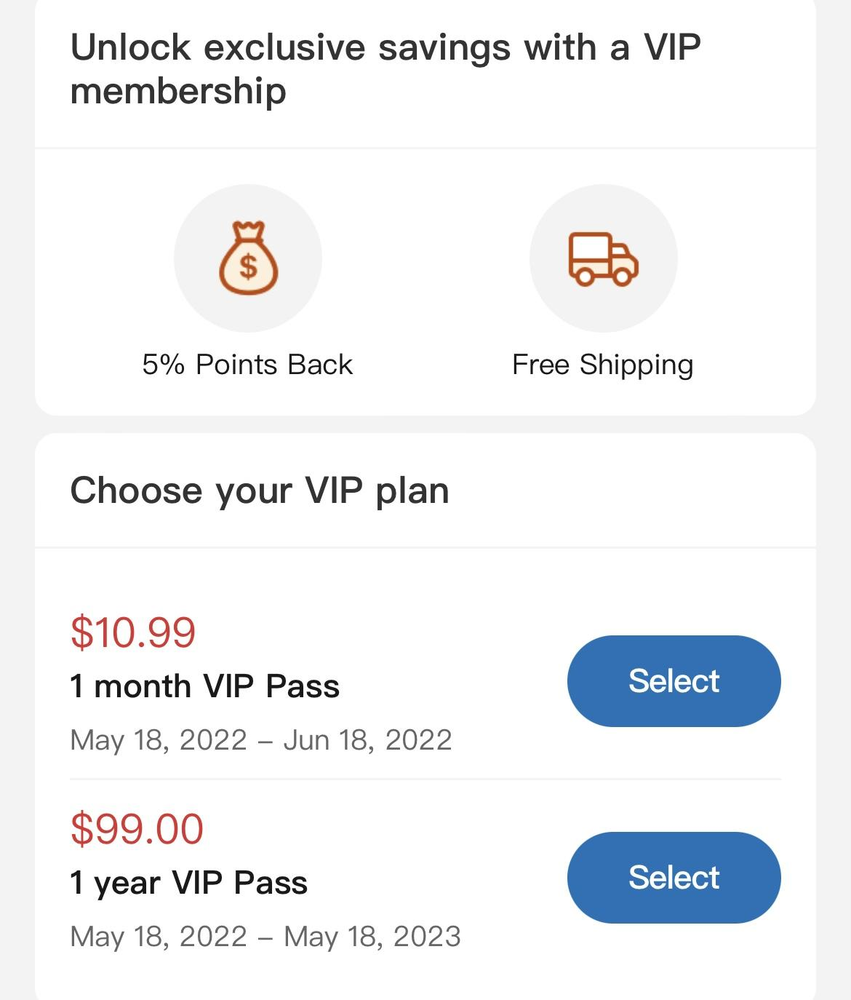 Unlock exclusive savings with a VIP
membership
$
5% Points Back
Free Shipping
Choose your VIP plan
$10.99
1 month VIP Pass
May 18, 2022 – Jun 18, 2022
Select
$99.00
1 year VIP Pass
May 18, 2022 – May 18, 2023
Select